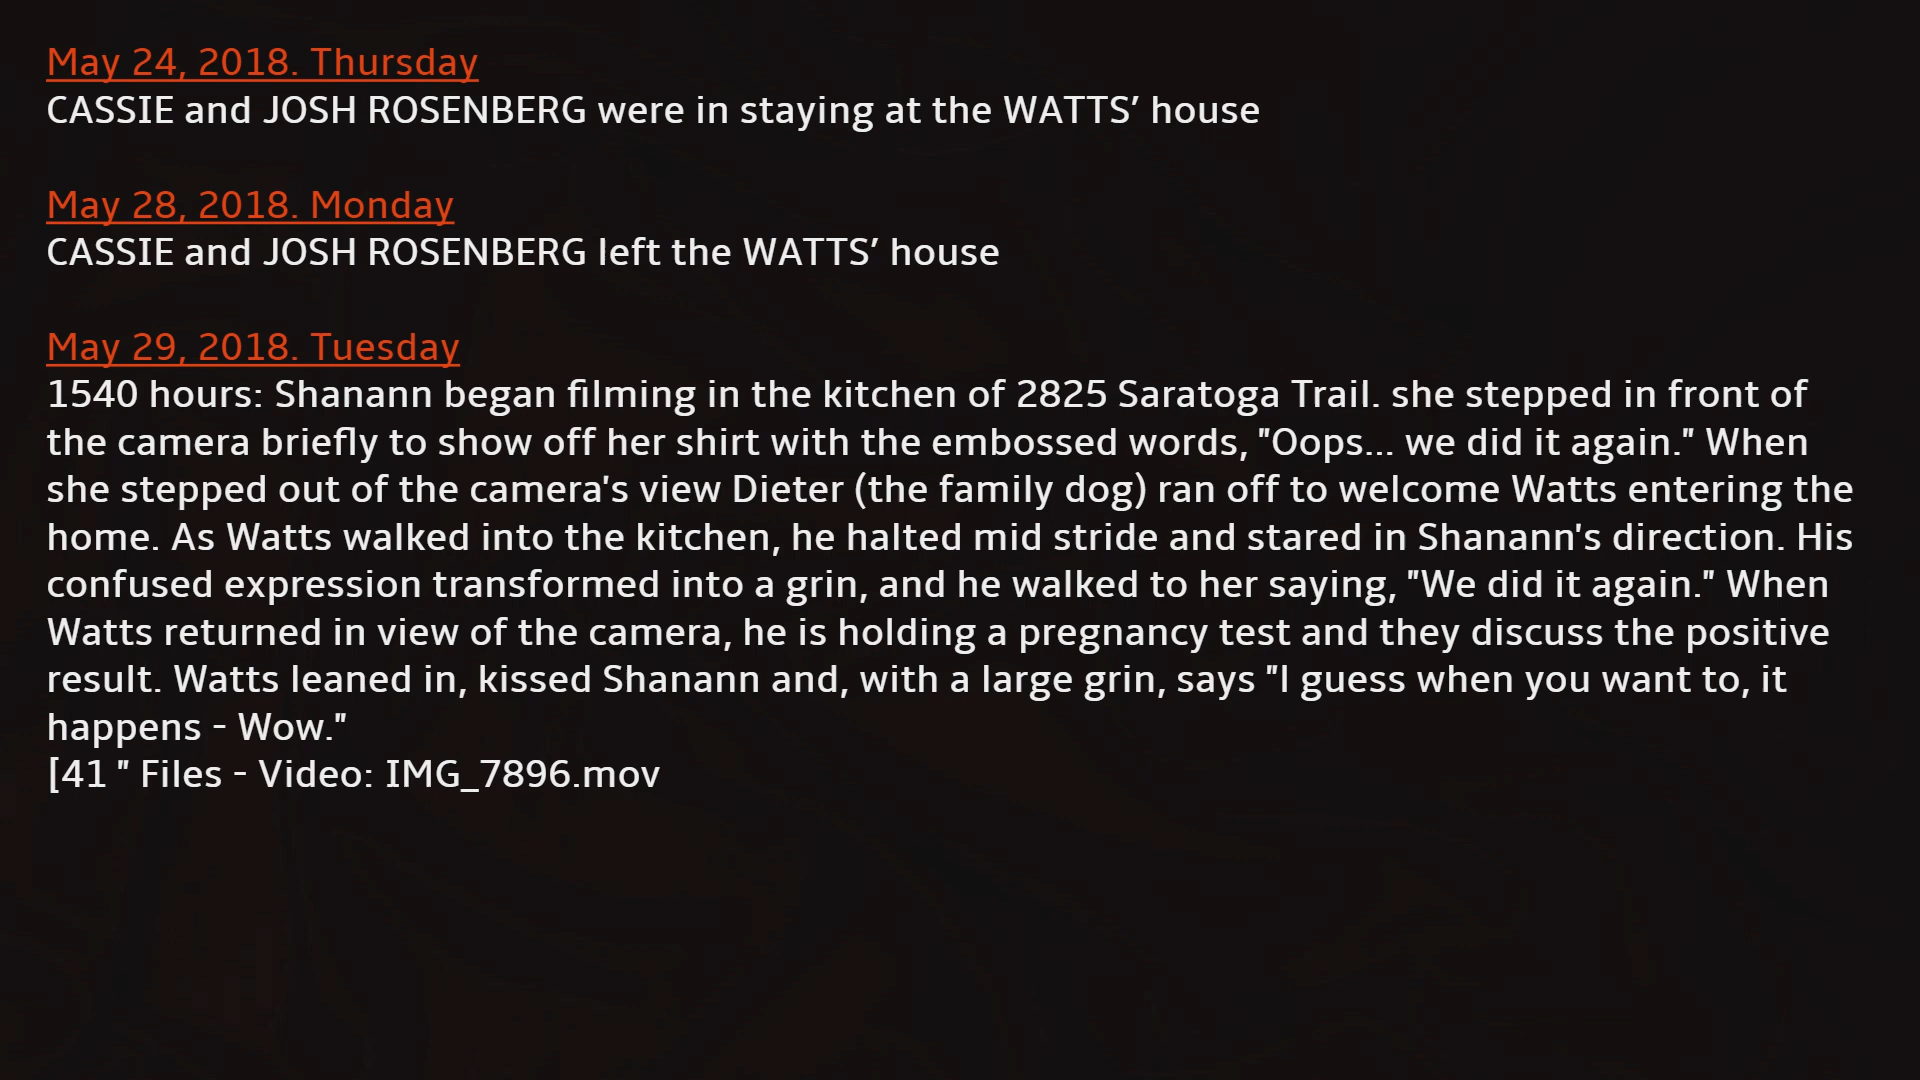 May 24, 2018. Thursday
CASSIE and JOSH ROSENBERG were in staying at the WATTS’ house
May 28, 2018. Monday
CASSIE and JOSH ROSENBERG left the WATTS’ house
May 29, 2018. Tuesday
1540 hours: Shanann began filming in the kitchen of 2825 Saratoga Trail. she stepped in front of
the camera briefly to show off her shirt with the embossed words, "Oops... we did it again." When
she stepped out of the camera's view Dieter (the family dog) ran off to welcome Watts entering the
home. As Watts walked into the kitchen, he halted mid stride and stared in Shanann's direction. His
confused expression transformed into a grin, and he walked to her saying, "We did it again." When
Watts returned in view of the camera, he is holding a pregnancy test and they discuss the positive
result. Watts leaned in, kissed Shanann and, with a large grin, says "I guess when you want to, it
happens - Wow."
[41 " Files - Video: IMG_7896.mov